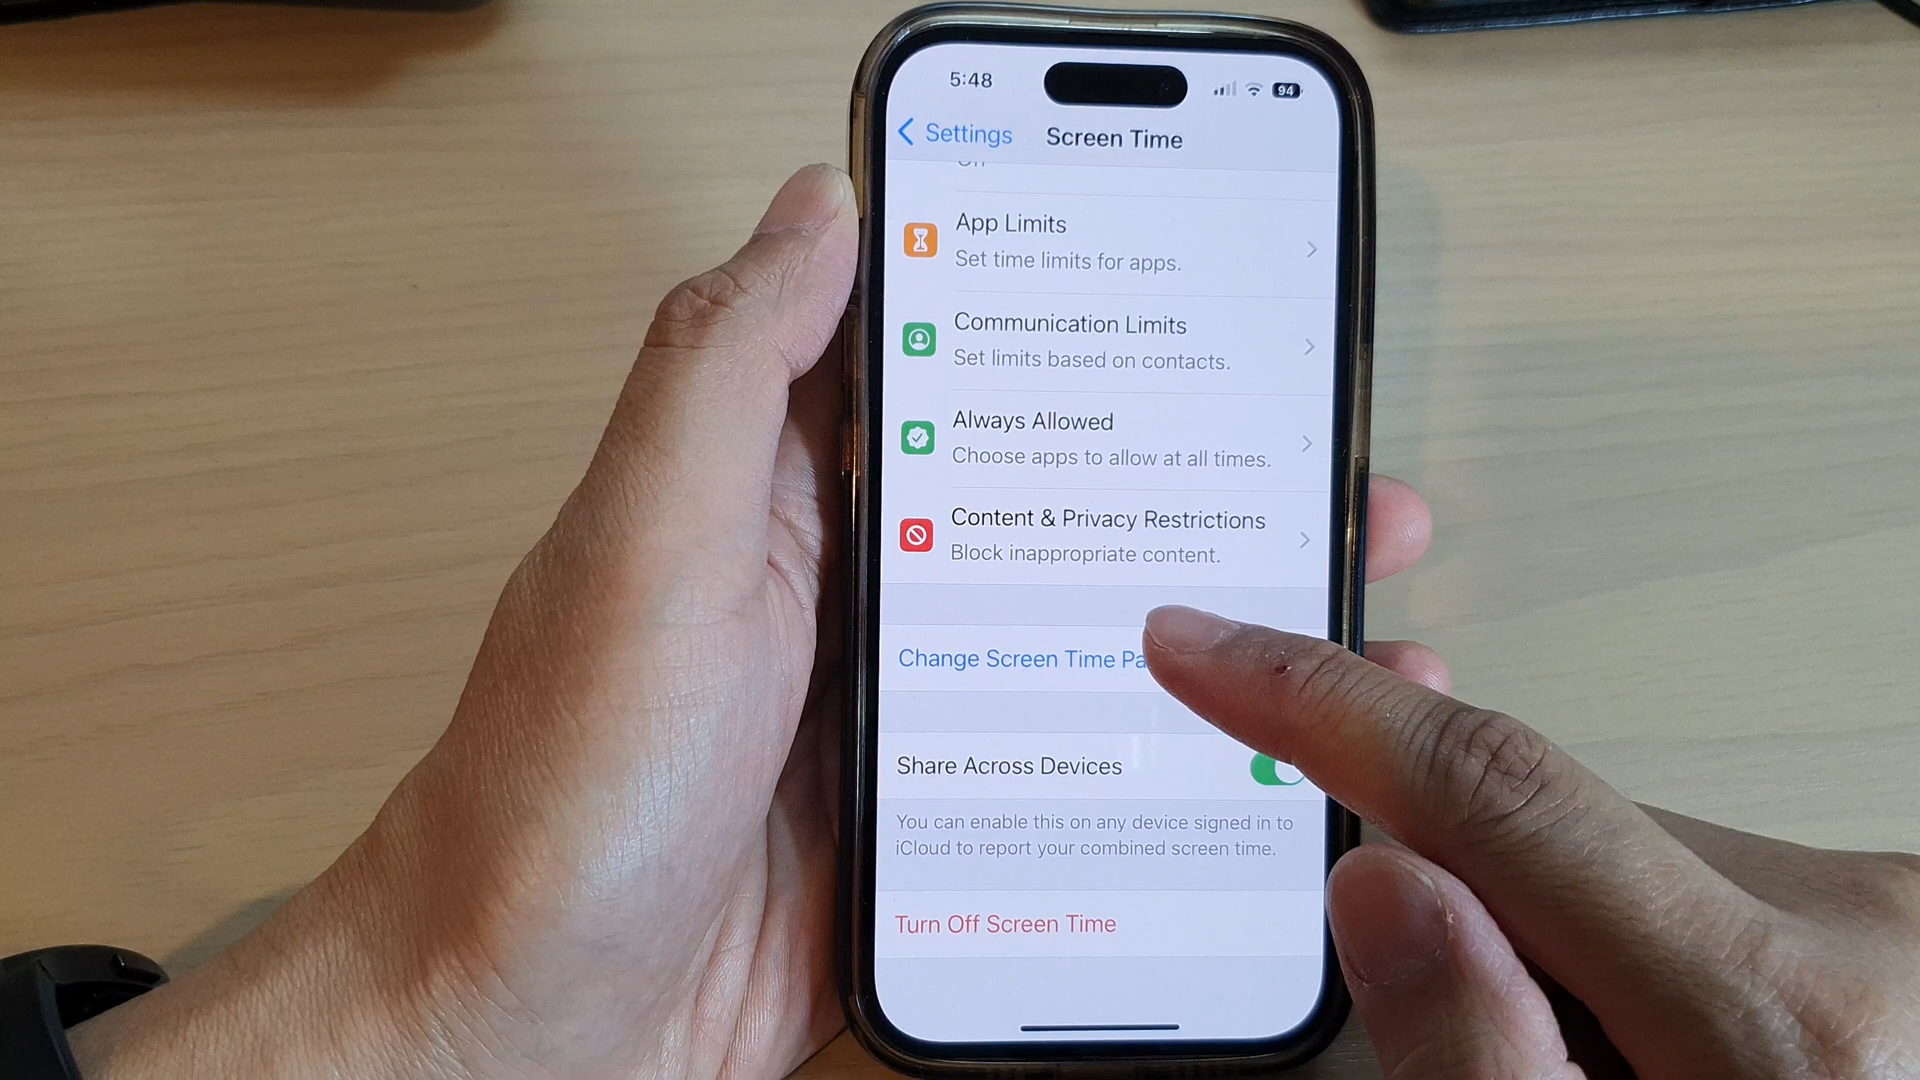 5:48
94
Settings
Screen Time
App Limits
Set time limits for apps.
Communication Limits
Set limits based on contacts.
Always Allowed
Choose apps to allow at all times.
Content & Privacy Restrictions
Block inappropriate content.
Change Screen Time Pa
Share Across Devices
You can enable this on any device signed in to
iCloud to report your combined screen time.
Turn Off Screen Time